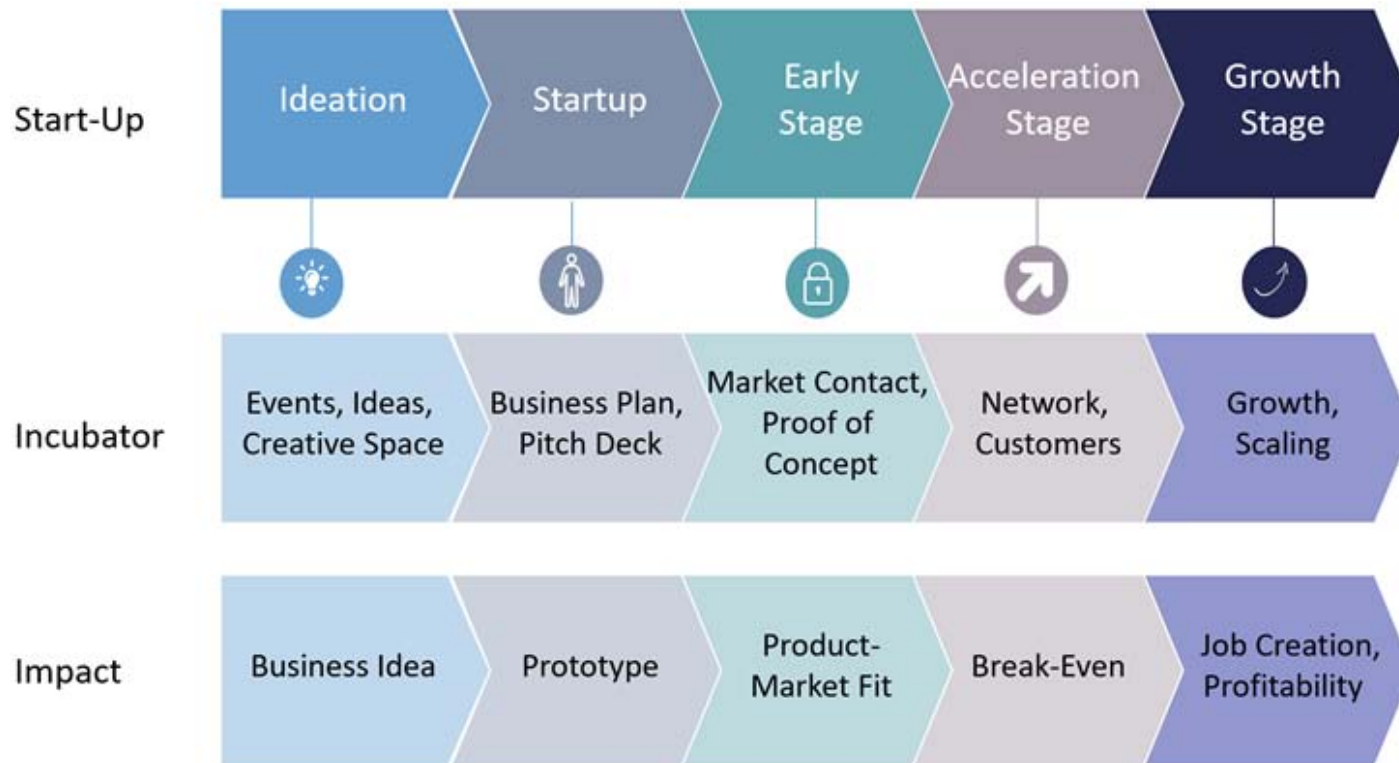 Start-Up
Ideation
Startup
Early
Stage
Acceleration
Stage
Growth
Stage
Incubator
Events, Ideas,
Creative Space
Business Plan,
Pitch Deck
Market Contact,
Proof of
Concept
Network,
Customers
Growth,
Scaling
Impact
Business Idea
Prototype
Product-
Market Fit
Break-Even
Job Creation,
Profitability